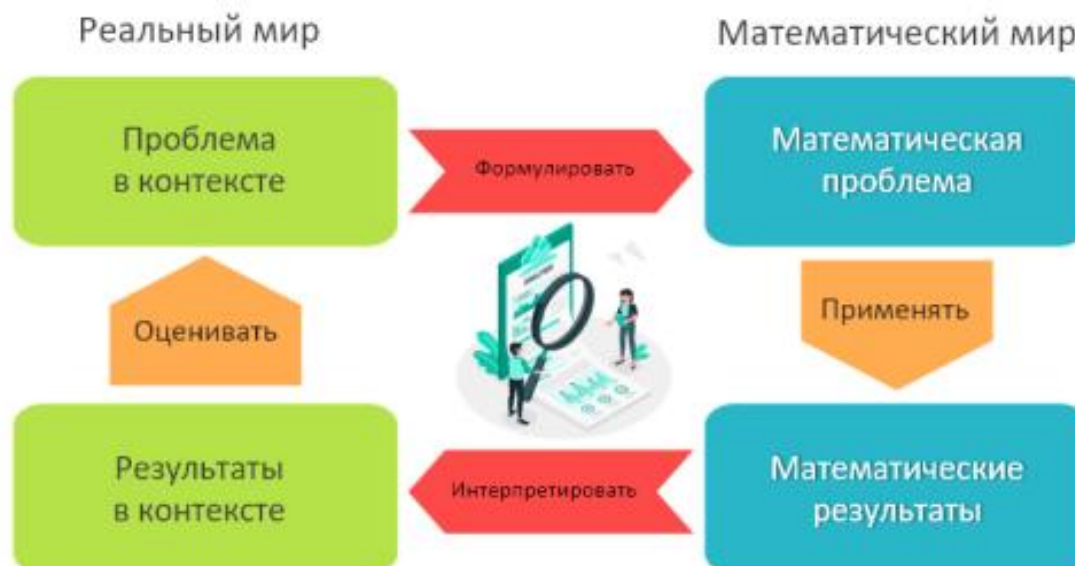 Реальный мир
Математический мир
Проблема
в контексте
Формулировать
Математическая
проблема
Оценивать
Применять
Результаты
в контексте
Интерпретировать
Математические
результаты